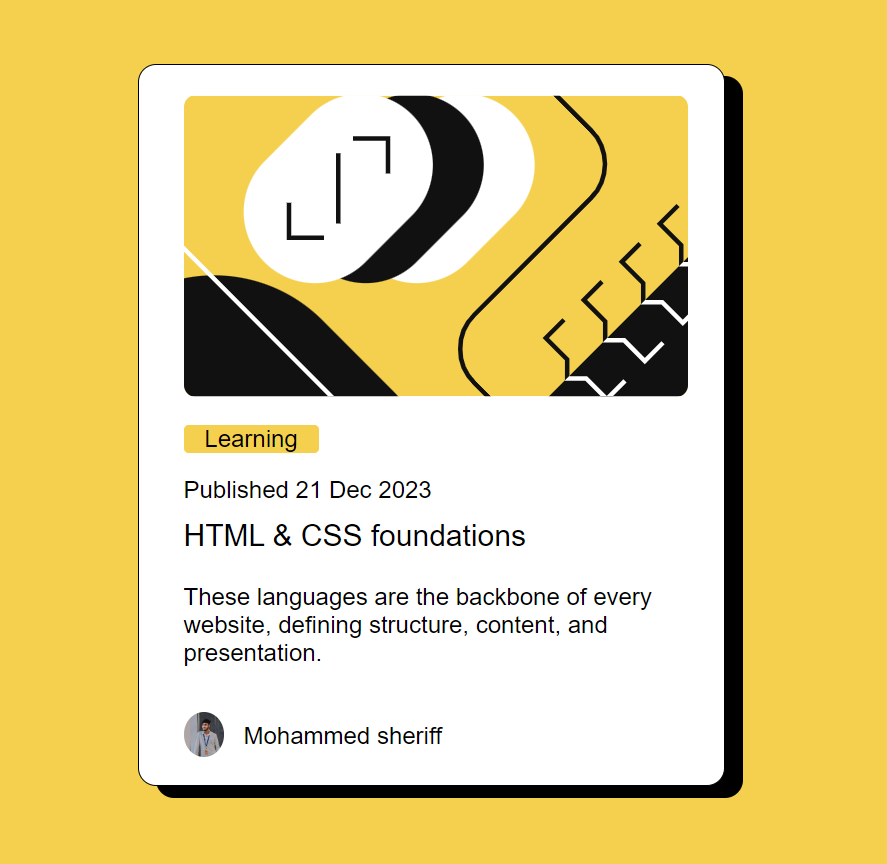 Learning
Published 21 Dec 2023
HTML & CSS foundations
These languages are the backbone of every
website, defining structure, content, and
presentation.
Mohammed sheriff